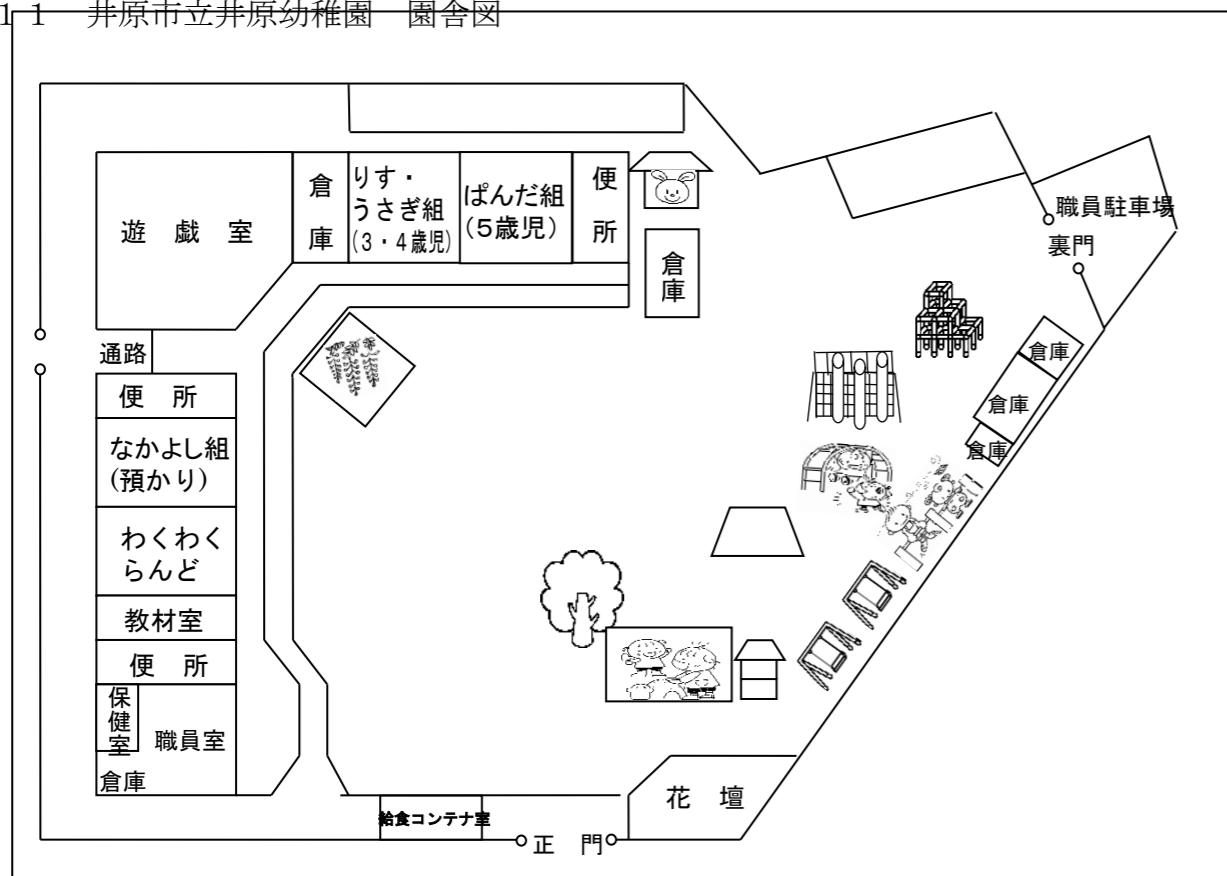 11 井原市立井原幼稚園 園舎図
遊 戯 室
倉庫
りす・
うさぎ組
(3・4歳児)
ぱんだ組
(5歳児)
便所
倉庫
職員駐車場
裏門
倉庫
倉庫
倉庫
通路
便 所
なかよし組
(預かり)
わくわく
らんど
教材室
便 所
保健室
職員室
倉庫
給食コンテナ室
正 門
花 壇